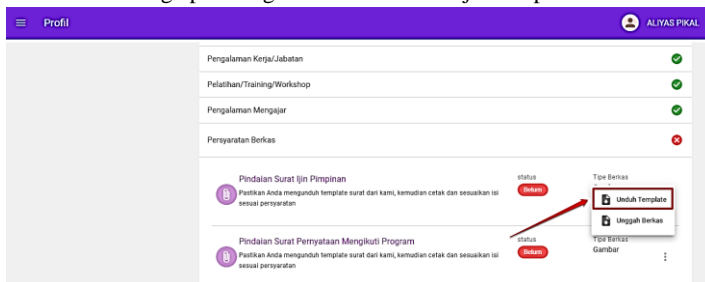 Profil
ALIYAS PIKAL
Pengalaman Kerja/Jabatan
Pelatihan/Training/Workshop
Pengalaman Mengajar
Persyaratan Berkas
Pindaian Surat Ijin Pimpinan
Pastikan Anda mengunduh template surat dari kami, kemudian cetak dan sesuaikan isi
sesuai persyaratan
status
Belum
Tipe Berkas
Unduh Template
Unggah Berkas
Pindaian Surat Pernyataan Mengikuti Program
Pastikan Anda mengunduh template surat dari kami, kemudian cetak dan sesuaikan isi
sesuai persyaratan
status
Belum
Tipe Berkas
Gambar